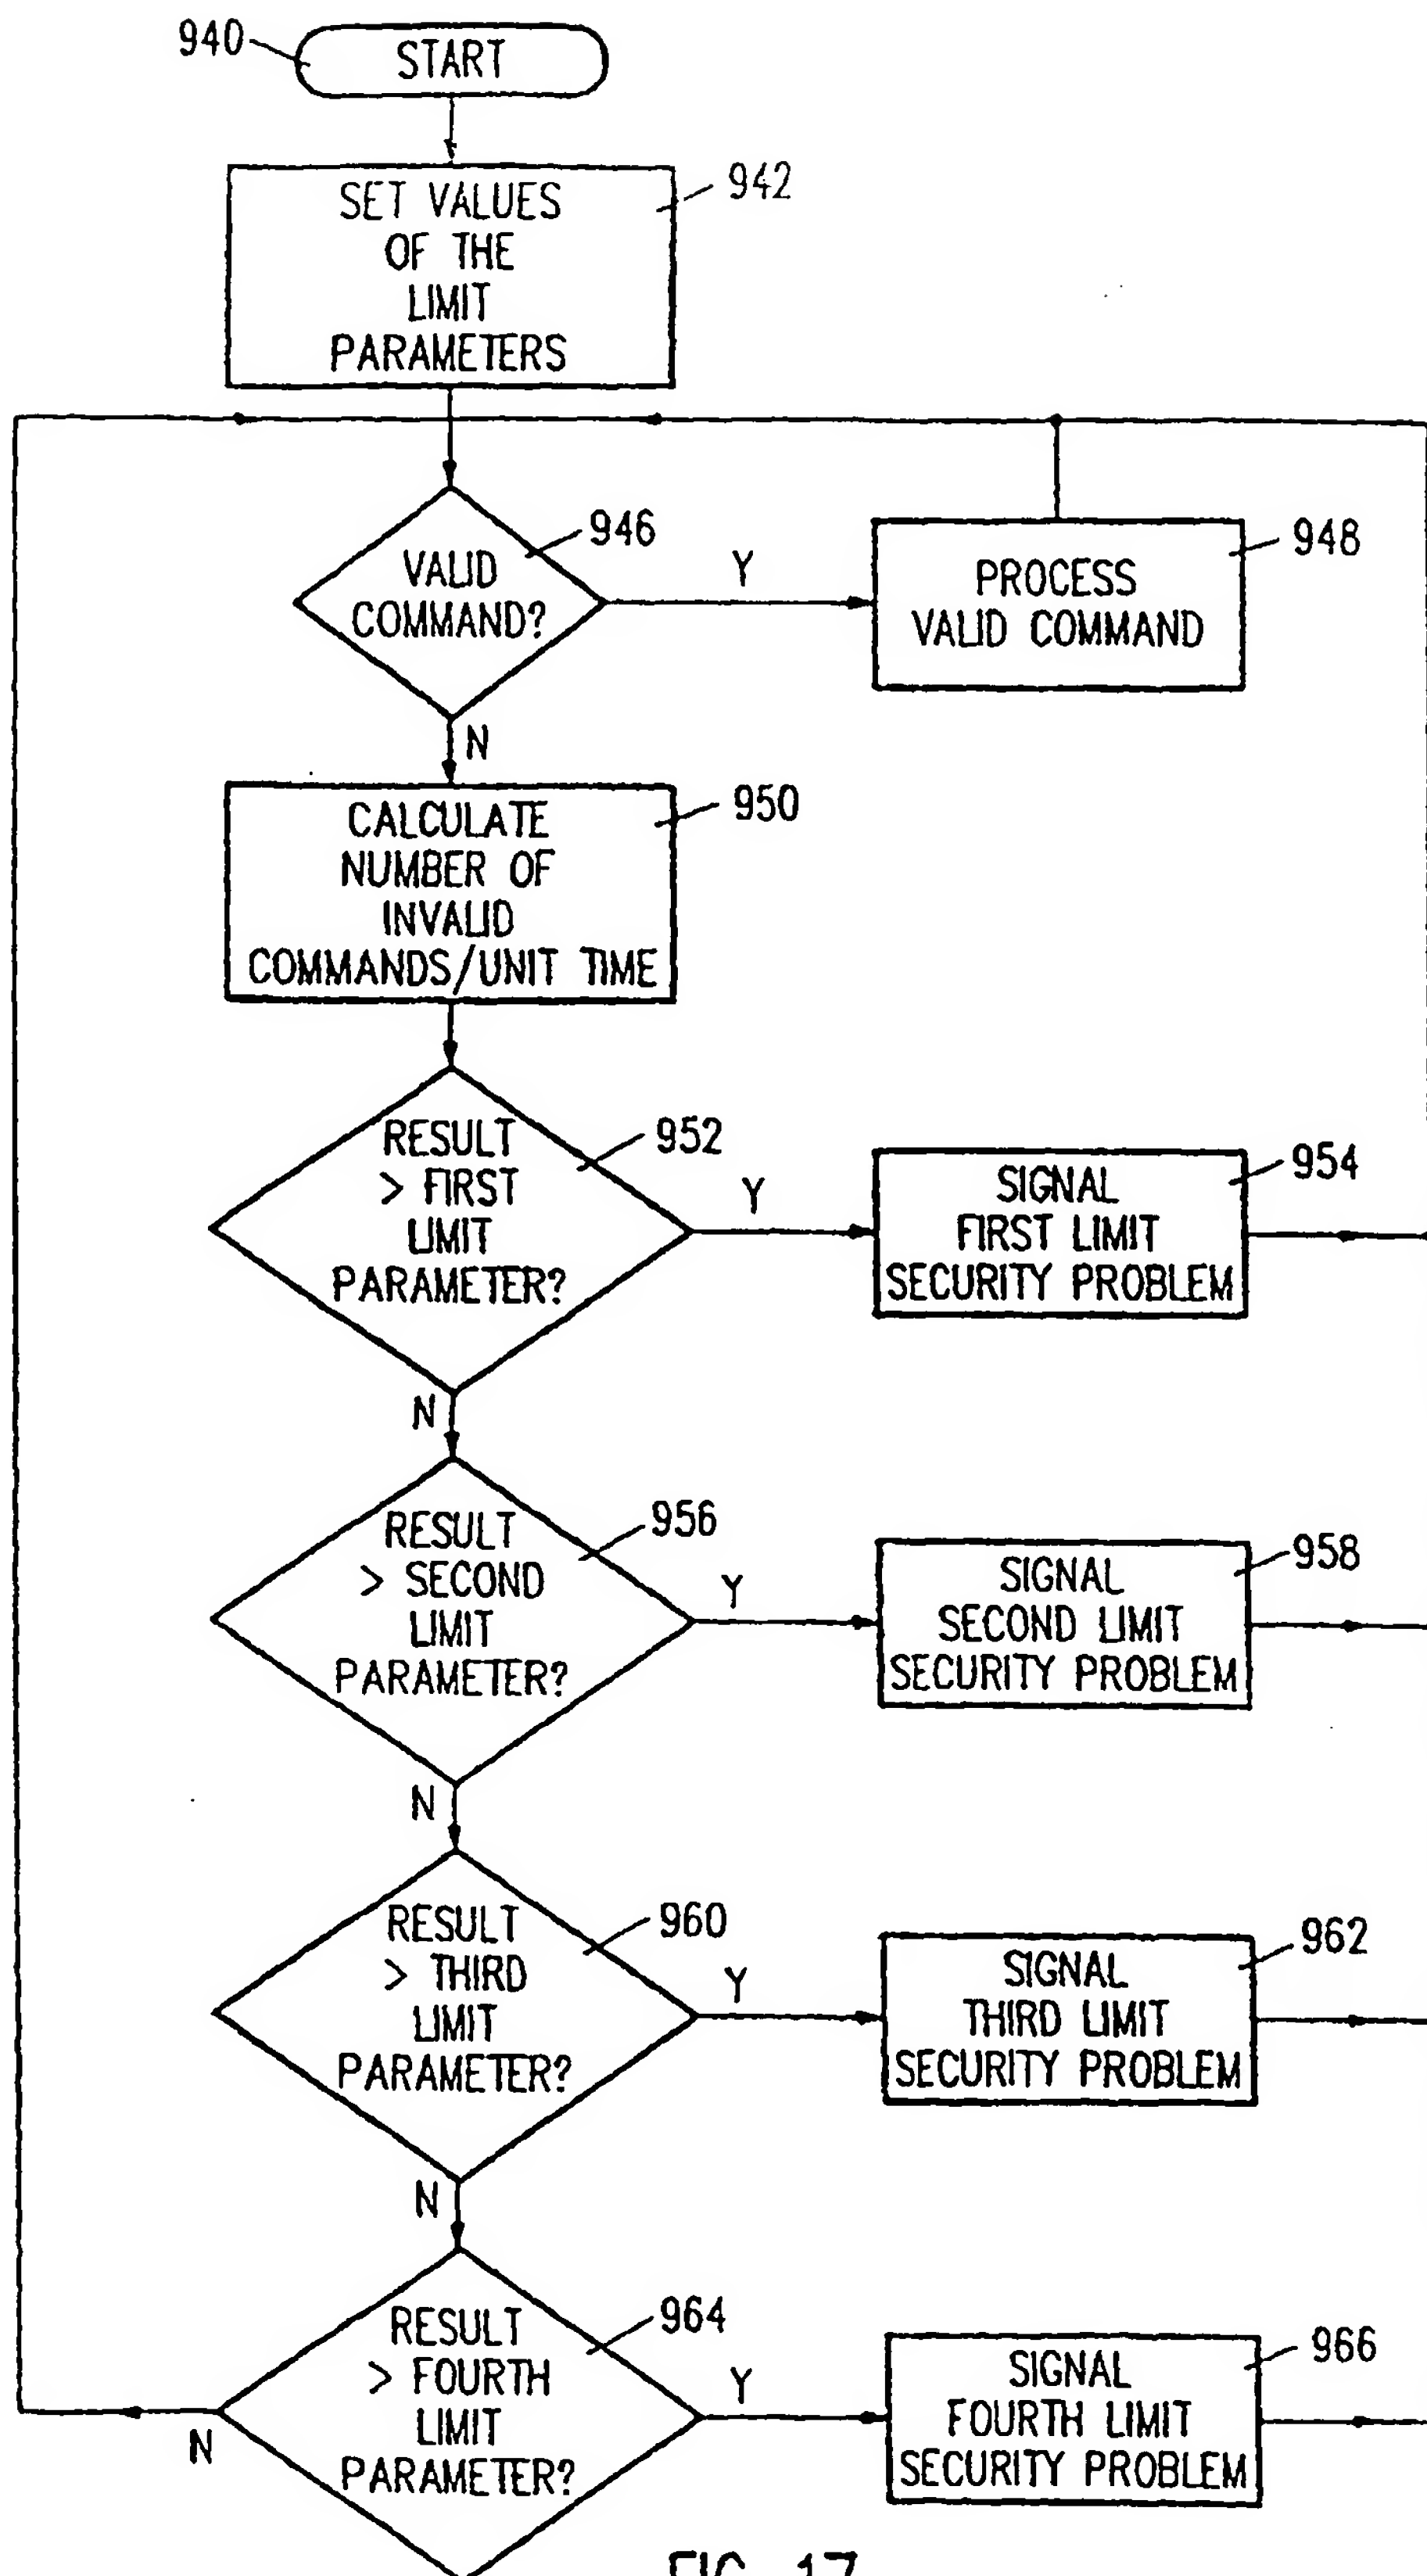 940
START
SET VALUES
OF THE
LIMIT
PARAMETERS
942
VALID
COMMAND?
946
Y
PROCESS
VALID COMMAND
948
N
CALCULATE
NUMBER OF
INVALID
COMMANDS/UNIT TIME
950
RESULT
> FIRST
LIMIT
PARAMETER?
952
Y
SIGNAL
FIRST LIMIT
SECURITY PROBLEM
954
N
RESULT
> SECOND
LIMIT
PARAMETER?
956
Y
SIGNAL
SECOND LIMIT
SECURITY PROBLEM
958
N
RESULT
> THIRD
LIMIT
PARAMETER?
960
Y
SIGNAL
THIRD LIMIT
SECURITY PROBLEM
962
N
RESULT
> FOURTH
LIMIT
PARAMETER?
964
Y
SIGNAL
FOURTH LIMIT
SECURITY PROBLEM
966
N
FIG. 17